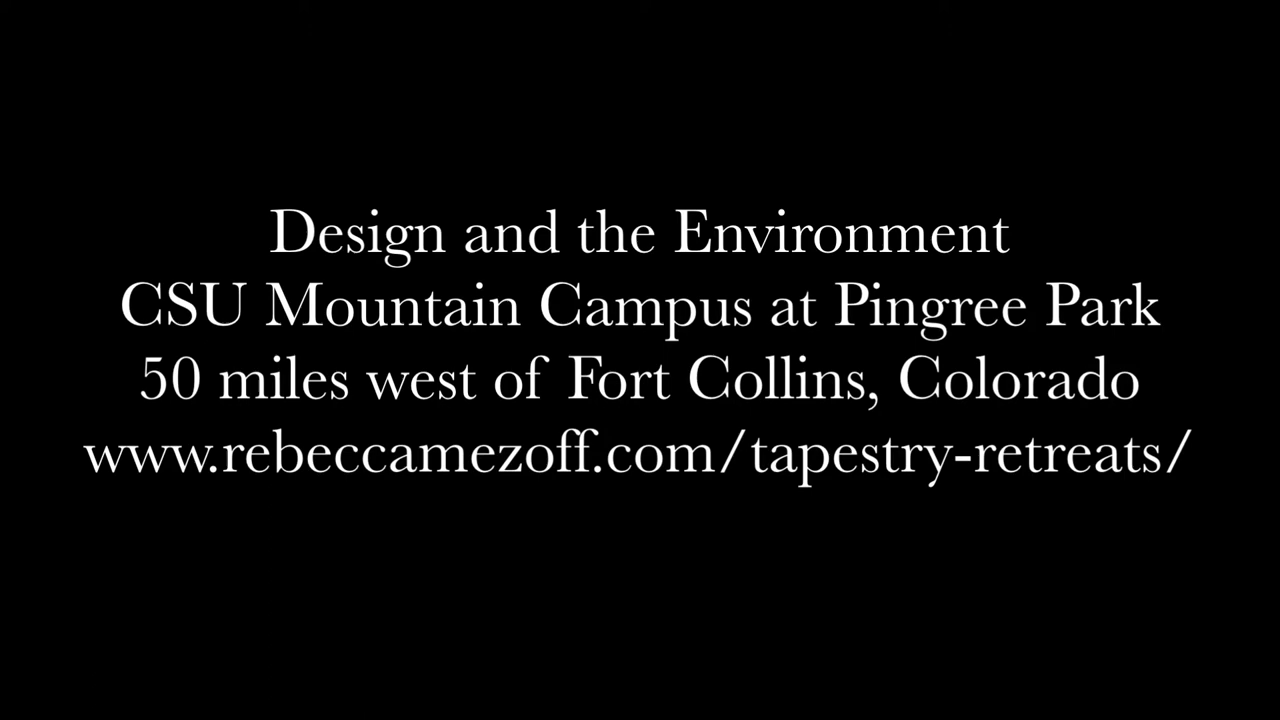 Design and the Environment
CSU Mountain Campus at Pingree Park
50 miles west of Fort Collins, Colorado
www.rebeccamezoff.com/tapestry-retreats/